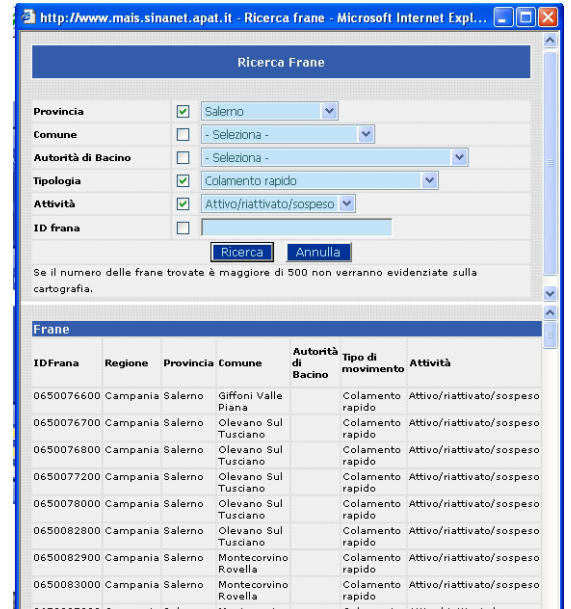 http://www.mais.sinanet.apat.it - Ricerca frane - Microsoft Internet Expl...
Ricerca Frane
Provincia Salerno
Comune - Seleziona -
Autorità di Bacino - Seleziona -
Tipologia Colamento rapido
Attività Attivo/riattivato/sospeso
ID frana
Ricerca Annulla
Se il numero delle frane trovate è maggiore di 500 non verranno evidenziate sulla
cartografia.
Frane
IDFrana Regione Provincia Comune Autorità di Bacino Tipo di movimento Attività
0650076600 Campania Salerno Giffoni Valle Piana Colamento rapido Attivo/riattivato/sospeso
0650076700 Campania Salerno Olevano Sul Tusciano Colamento rapido Attivo/riattivato/sospeso
0650076800 Campania Salerno Olevano Sul Tusciano Colamento rapido Attivo/riattivato/sospeso
0650077200 Campania Salerno Olevano Sul Tusciano Colamento rapido Attivo/riattivato/sospeso
0650078000 Campania Salerno Olevano Sul Tusciano Colamento rapido Attivo/riattivato/sospeso
0650082800 Campania Salerno Olevano Sul Tusciano Colamento rapido Attivo/riattivato/sospeso
0650082900 Campania Salerno Montecorvino Rovella Colamento rapido Attivo/riattivato/sospeso
0650083000 Campania Salerno Montecorvino Rovella Colamento rapido Attivo/riattivato/sospeso